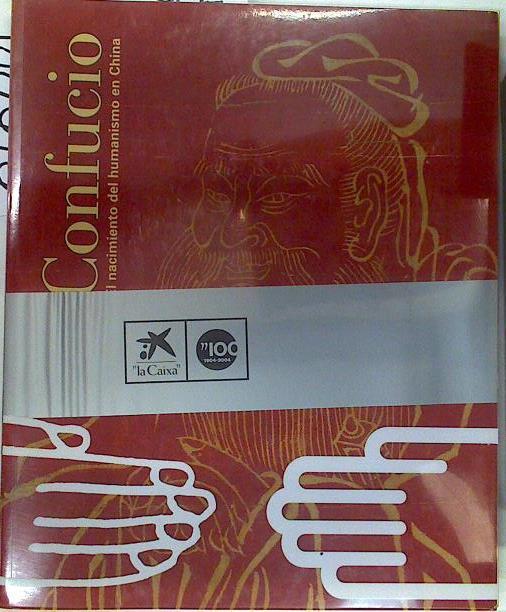 Confucio
El nacimiento del humanismo en China
"la Caixa"
"100
1904-2004